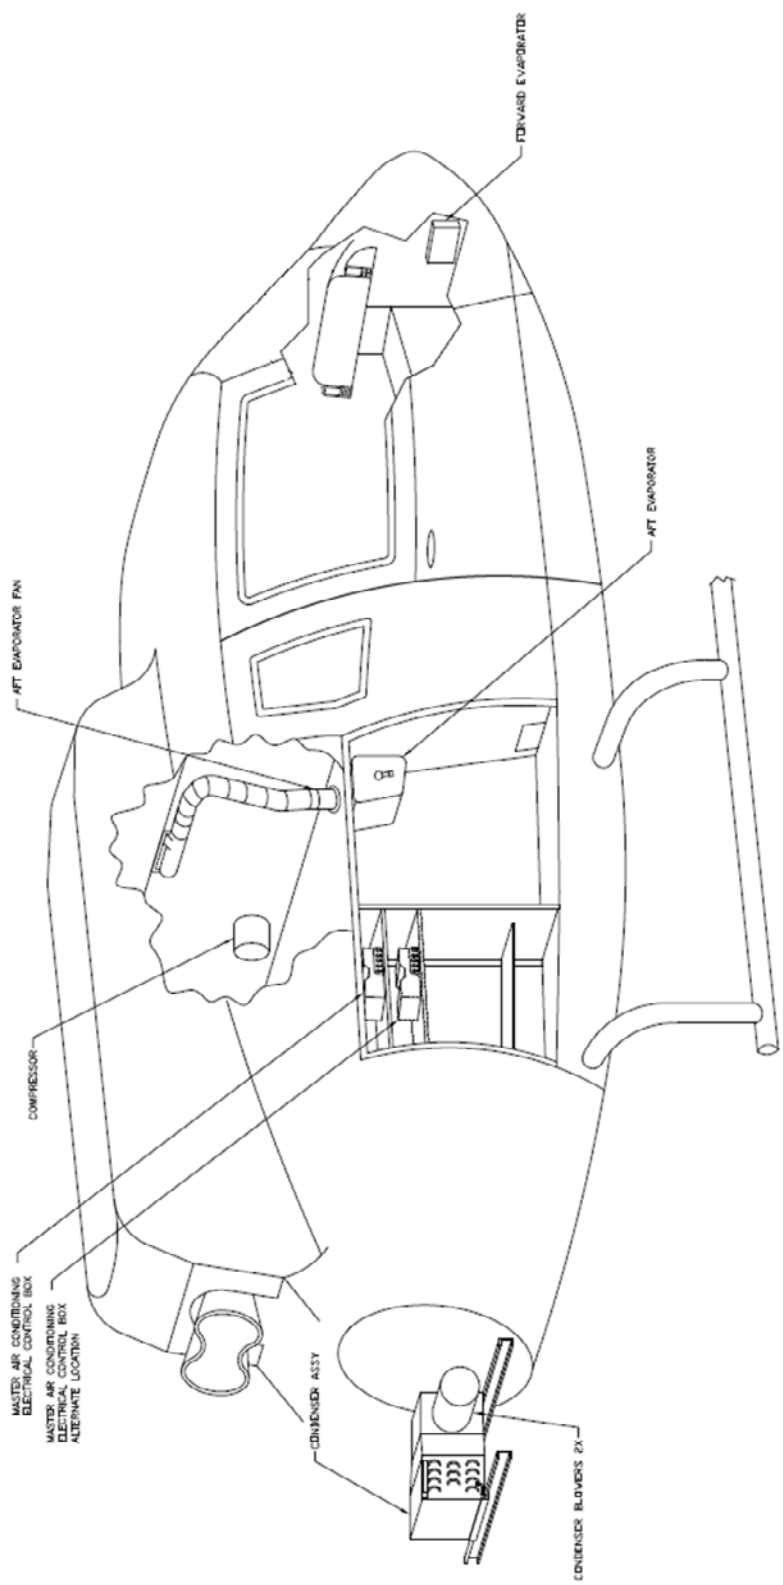 MASTER AIR CONDITIONING
ELECTRICAL CONTROL BOX
MASTER AIR CONDITIONING
ELECTRICAL CONTROL BOX
ALTERNATE LOCATION
COMPRESSOR
AFT EVAPORATOR FAN
FORWARD EVAPORATOR
AFT EVAPORATOR
CONDENSER ASSY
CONDENSER BLOWERS 2X